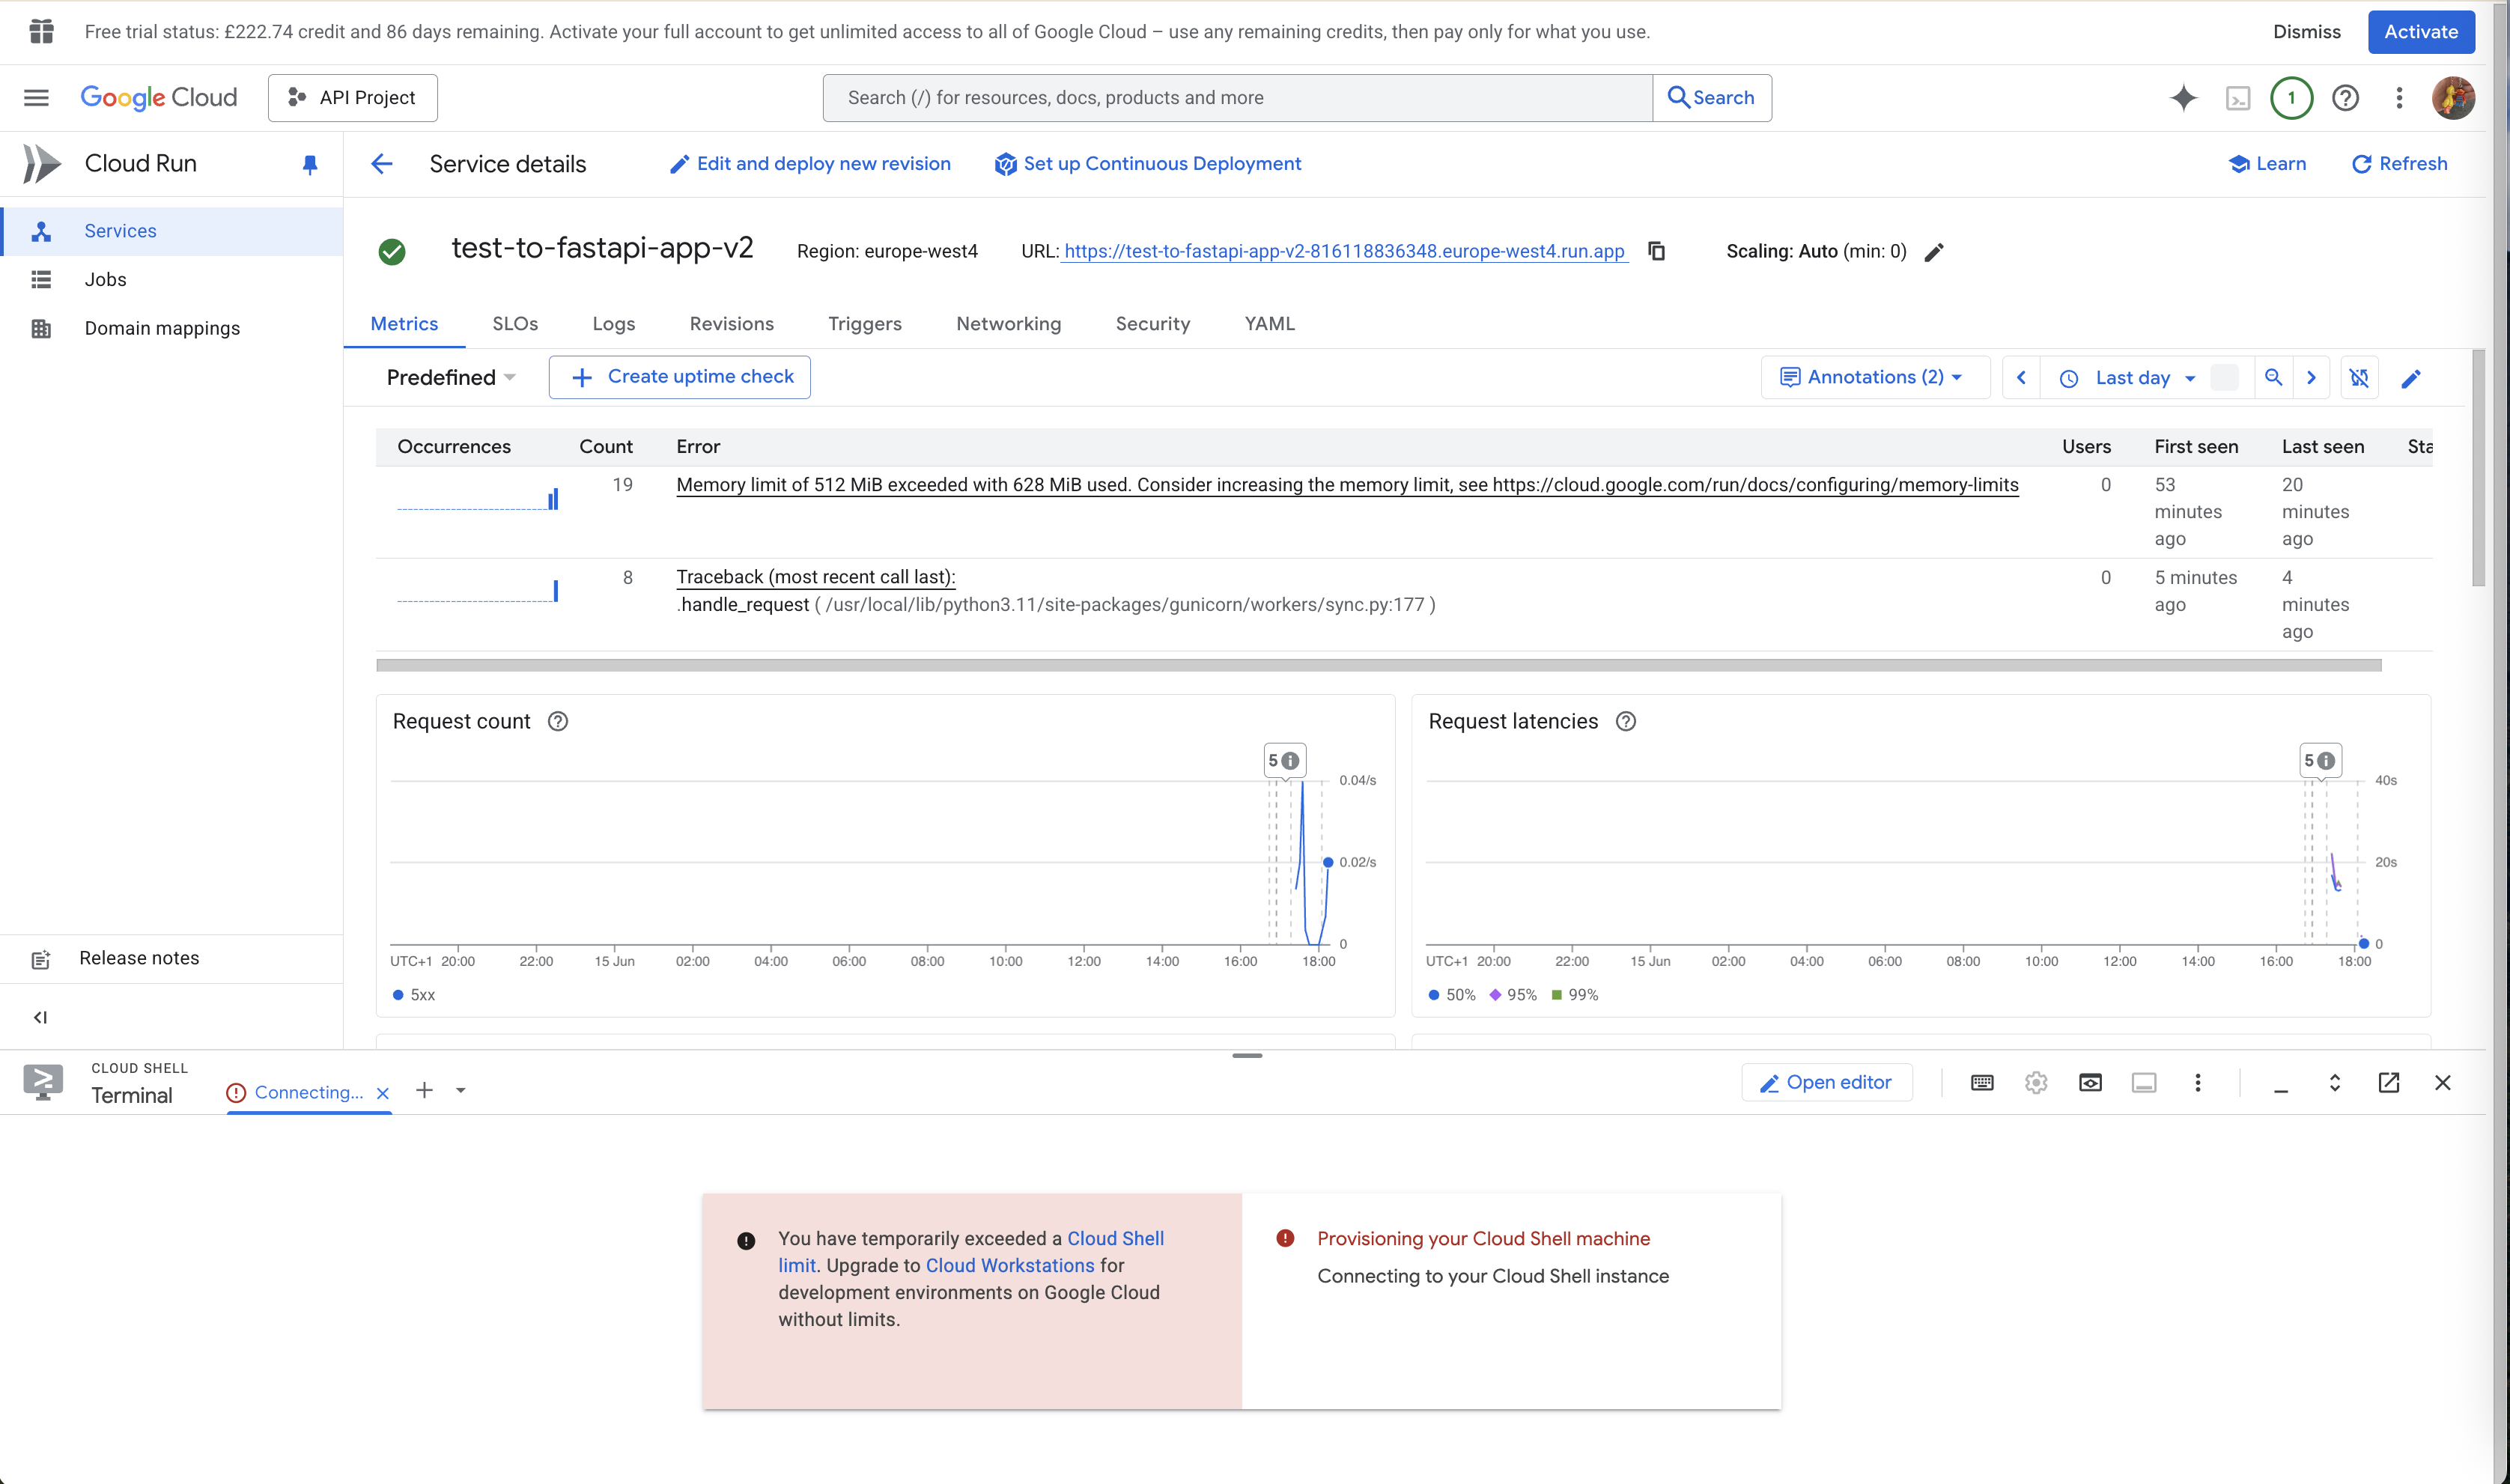 Free trial status: £222.74 credit and 86 days remaining. Activate your full account to get unlimited access to all of Google Cloud – use any remaining credits, then pay only for what you use.
Dismiss
Activate
Google Cloud
API Project
Search (/) for resources, docs, products and more
Search
1
Cloud Run
Service details
Edit and deploy new revision
Set up Continuous Deployment
Learn
Refresh
Services
Jobs
Domain mappings
test-to-fastapi-app-v2
Region: europe-west4
URL: https://test-to-fastapi-app-v2-816118836348.europe-west4.run.app
Scaling: Auto (min: 0)
Metrics
SLOs
Logs
Revisions
Triggers
Networking
Security
YAML
Predefined
Create uptime check
Annotations (2)
Last day
Occurrences Count Error Users First seen Last seen Sta
19 Memory limit of 512 MiB exceeded with 628 MiB used. Consider increasing the memory limit, see https://cloud.google.com/run/docs/configuring/memory-limits 0
53 minutes ago
20 minutes ago
8 Traceback (most recent call last):
.handle_request ( /usr/local/lib/python3.11/site-packages/gunicorn/workers/sync.py:177 )
0
5 minutes ago
4 minutes ago
Request count
5
0.04/s
0.02/s
0
UTC+1 20:00 22:00 15 Jun 02:00 04:00 06:00 08:00 10:00 12:00 14:00 16:00 18:00
5xx
Request latencies
5
40s
20s
0
UTC+1 20:00 22:00 15 Jun 02:00 04:00 06:00 08:00 10:00 12:00 14:00 16:00 18:00
50% 95% 99%
Release notes
CLOUD SHELL
Terminal
Connecting...
Open editor
You have temporarily exceeded a Cloud Shell
limit. Upgrade to Cloud Workstations for
development environments on Google Cloud
without limits.
Provisioning your Cloud Shell machine
Connecting to your Cloud Shell instance